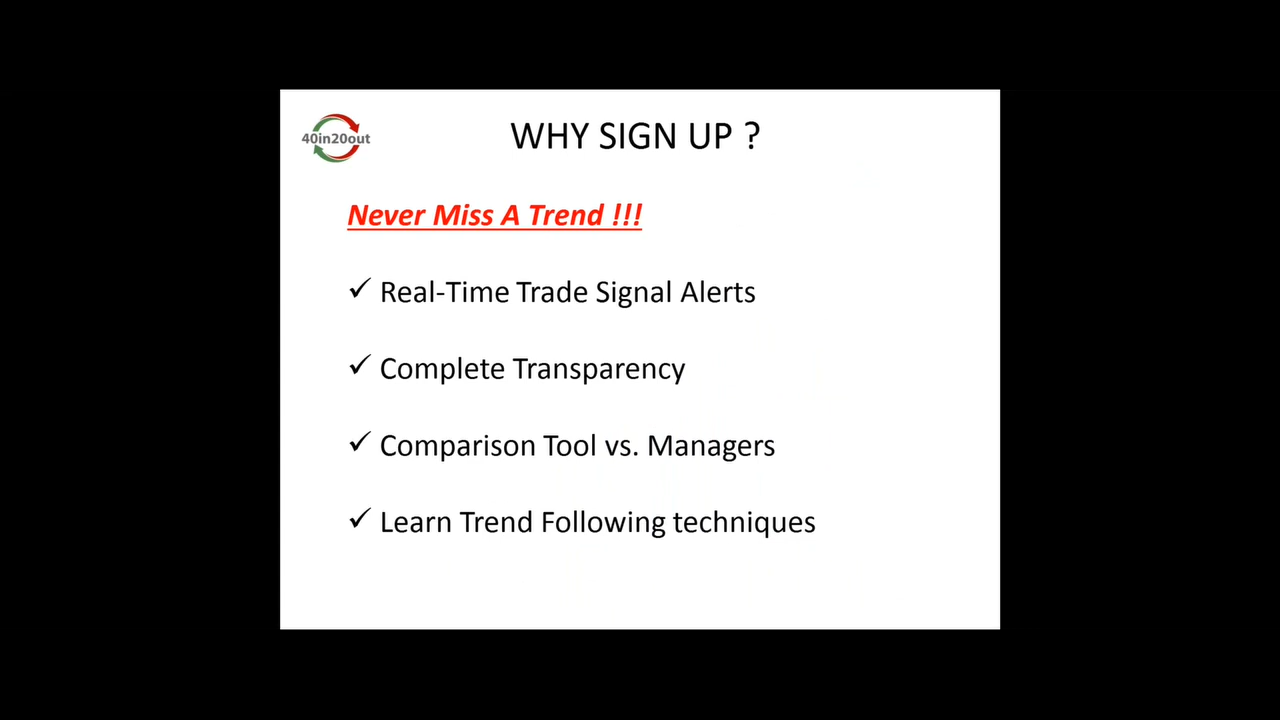 40in20out
WHY SIGN UP ?
Never Miss A Trend !!!
✓ Real-Time Trade Signal Alerts
✓ Complete Transparency
✓ Comparison Tool vs. Managers
✓ Learn Trend Following techniques